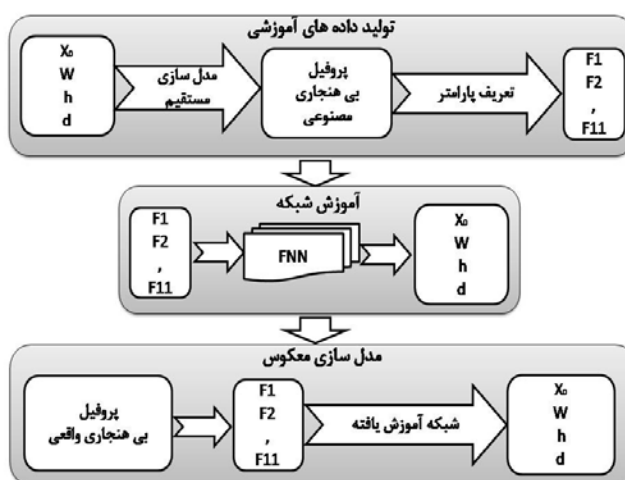 تولید داده های آموزشی
X₀
W
h
d
مدل سازی
مستقیم
پروفیل
بی هنجاری
مصنوعی
تعریف پارامتر
F1
F2
,
F11
آموزش شبکه
F1
F2
,
F11
FNN
X₀
W
h
d
مدل سازی معکوس
پروفیل
بی هنجاری واقعی
F1
F2
,
F11
شبکه آموزش یافته
X₀
W
h
d